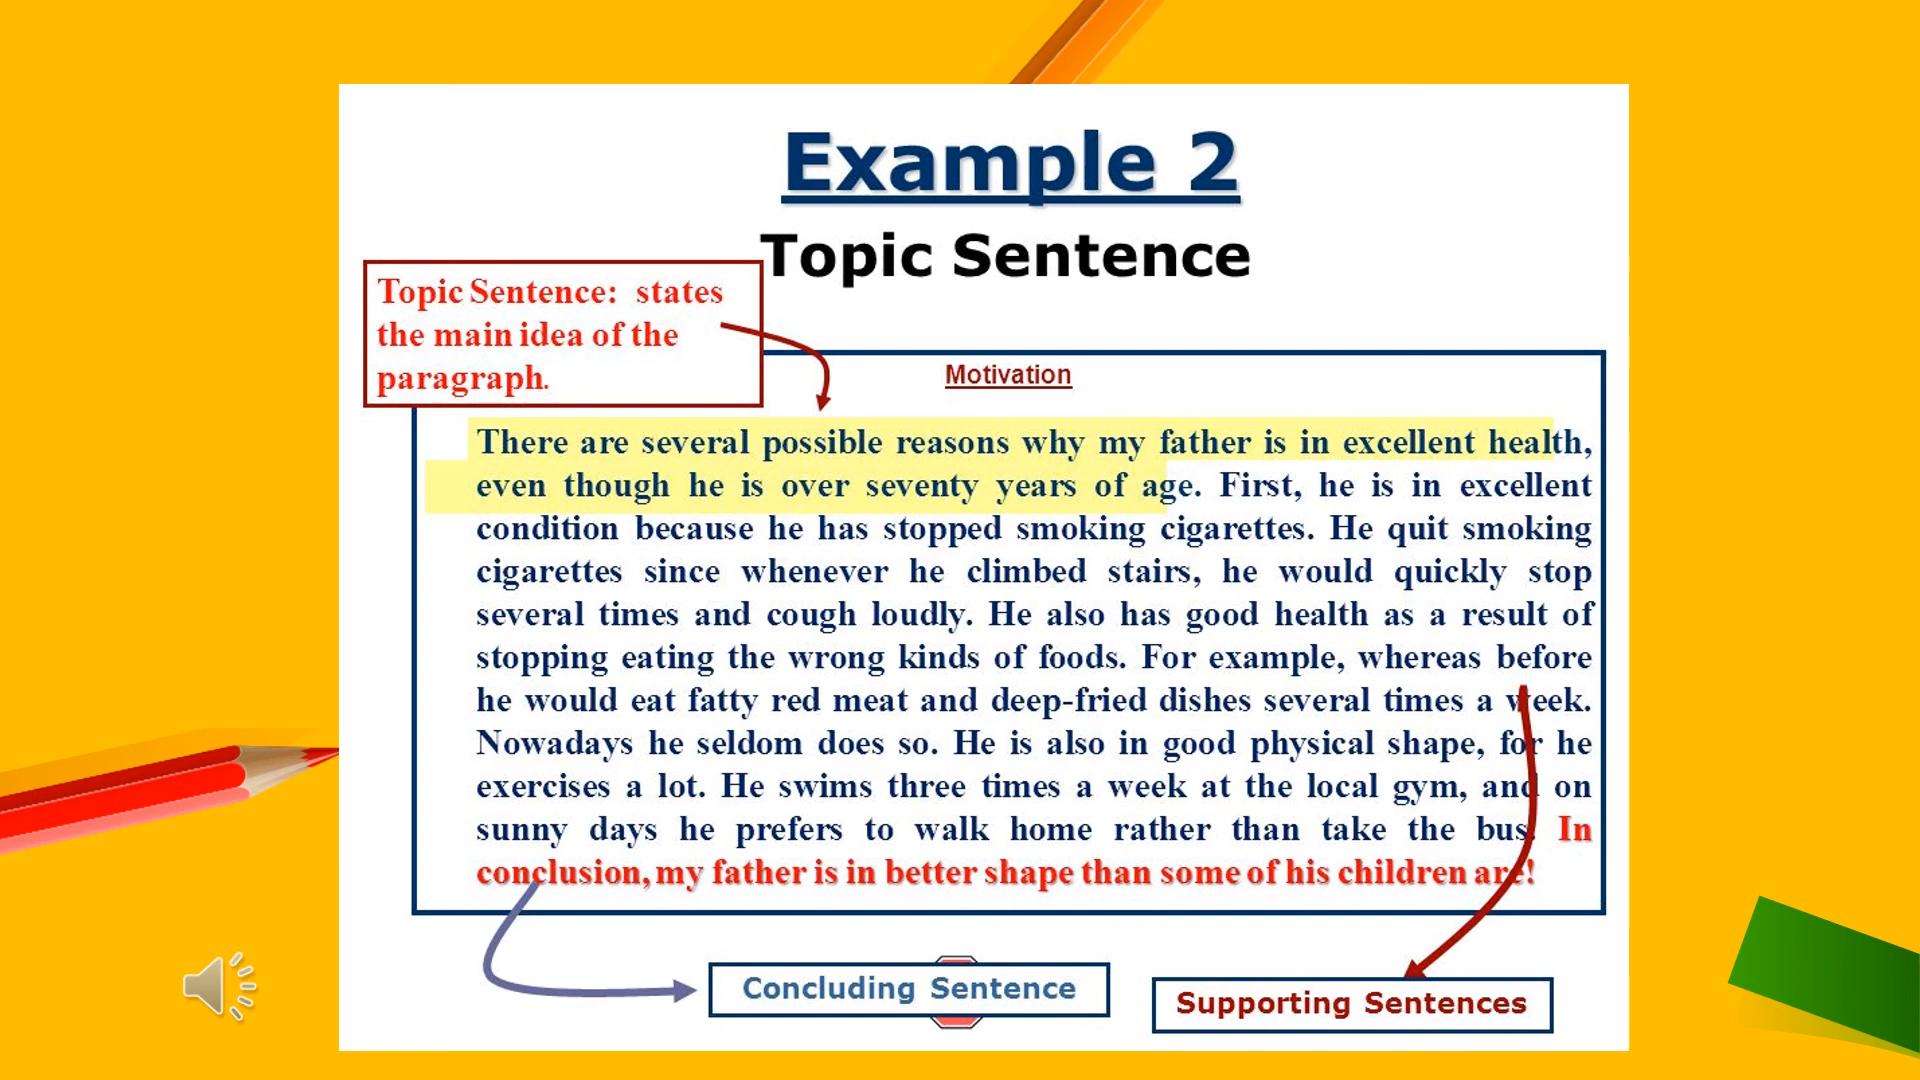 Example 2
Topic Sentence
Topic Sentence: states
the main idea of the
paragraph.
Motivation
There are several possible reasons why my father is in excellent health,
even though he is over seventy years of age. First, he is in excellent
condition because he has stopped smoking cigarettes. He quit smoking
cigarettes since whenever he climbed stairs, he would quickly stop
several times and cough loudly. He also has good health as a result of
stopping eating the wrong kinds of foods. For example, whereas before
he would eat fatty red meat and deep-fried dishes several times a week.
Nowadays he seldom does so. He is also in good physical shape, for he
exercises a lot. He swims three times a week at the local gym, and on
sunny days he prefers to walk home rather than take the bus. In
conclusion, my father is in better shape than some of his children are!
Concluding Sentence
Supporting Sentences